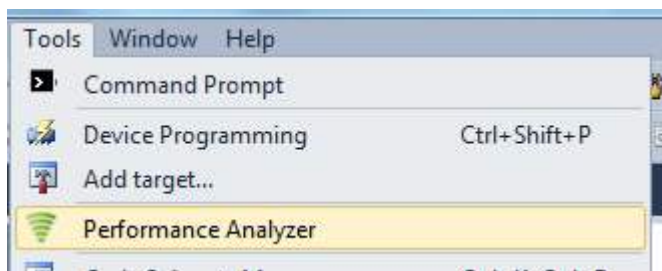 Tools Window Help
Command Prompt
Device Programming Ctrl+Shift+P
Add target...
Performance Analyzer